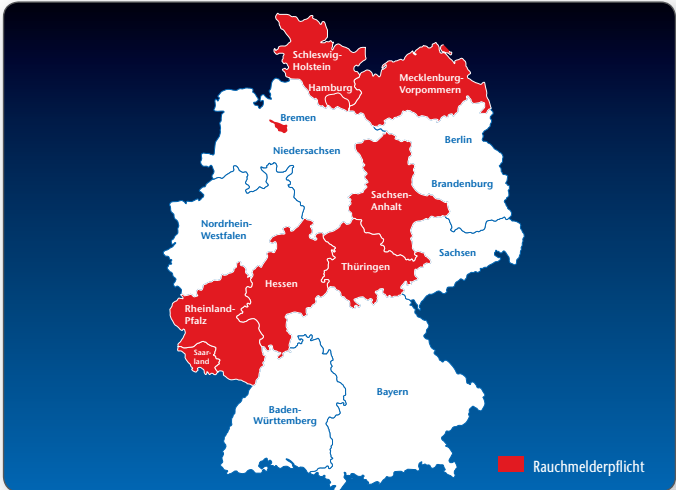 Schleswig-
Holstein
Hamburg
Mecklenburg-
Vorpommern
Bremen
Berlin
Niedersachsen
Brandenburg
Sachsen-
Anhalt
Nordrhein-
Westfalen
Sachsen
Thüringen
Hessen
Rheinland-
Pfalz
Saar-
land
Bayern
Baden-
Württemberg
Rauchmelderpflicht